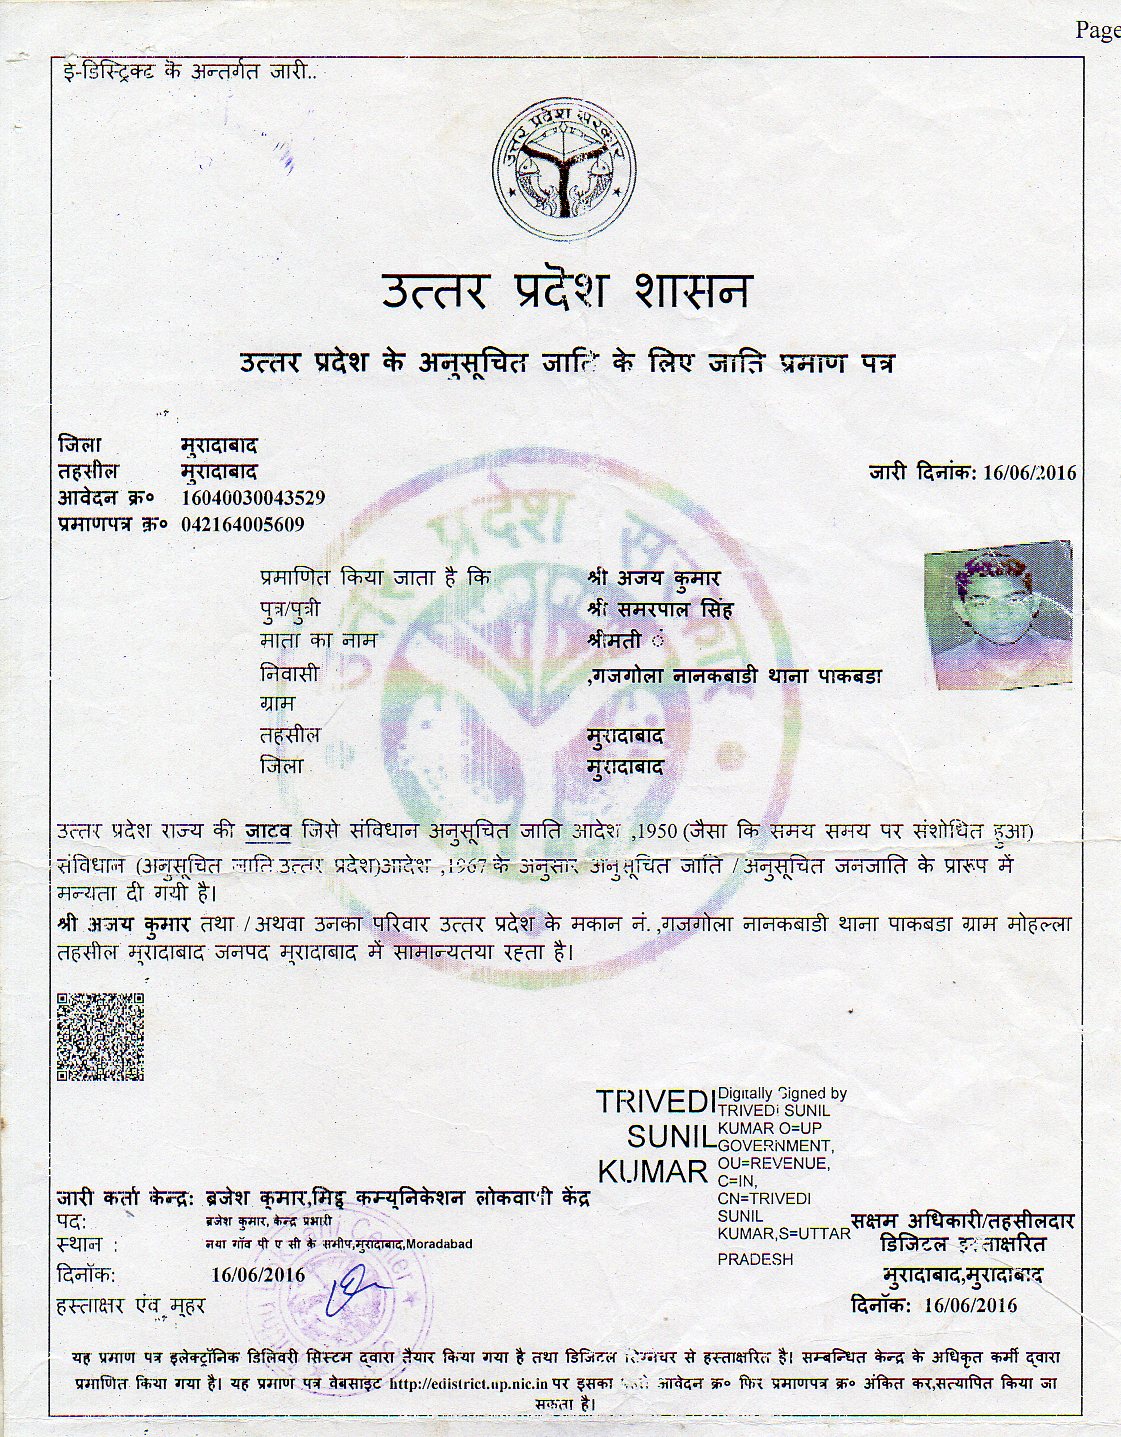 Page
ई-डिस्ट्रिक्ट के अन्तर्गत जारी..
उत्तर प्रदेश सरकार
उत्तर प्रदेश शासन
उत्तर प्रदेश के अनुसूचित जाति के लिए जाति प्रमाण पत्र
जिला मुरादाबाद
तहसील मुरादाबाद
जारी दिनांक: 16/06/2016
आवेदन क्र० 16040030043529
प्रमाणपत्र क्र० 042164005609
प्रमाणित किया जाता है कि श्री अजय कुमार
पुत्र/पुत्री श्री समरपाल सिंह
माता का नाम श्रीमती ं
निवासी ,गजगोला नानकबाडी थाना पाकबडा
ग्राम
तहसील मुरादाबाद
जिला मुरादाबाद
उत्तर प्रदेश राज्य की जाटव जिसे संविधान अनुसूचित जाति आदेश ,1950 (जैसा कि समय समय पर संशोधित हुआ)
संविधान (अनुसूचित जाति उत्तर प्रदेश)आदेश ,1967 के अनुसार अनुसूचित जाति / अनुसूचित जनजाति के प्रारूप में
मन्यता दी गयी है।
श्री अजय कुमार तथा / अथवा उनका परिवार उत्तर प्रदेश के मकान नं. ,गजगोला नानकबाडी थाना पाकबडा ग्राम मोहल्ला
तहसील मुरादाबाद जनपद मुरादाबाद में सामान्यतया रहता है।
TRIVEDI
SUNIL
KUMAR
Digitally Signed by
TRIVEDI SUNIL
KUMAR O=UP
GOVERNMENT,
OU=REVENUE,
C=IN,
CN=TRIVEDI
SUNIL
KUMAR,S=UTTAR
PRADESH
जारी कर्ता केन्द्र: ब्रजेश कुमार,मिडू कम्यूनिकेशन लोकवाणी केंद्र
पद: ब्रजेश कुमार, केन्द्र प्रभारी
स्थान : नया गॉव पी ए सी के समीप,मुरादाबाद,Moradabad
दिनॉक: 16/06/2016
हस्ताक्षर एंव मुहर
सक्षम अधिकारी/तहसीलदार
डिजिटल हस्ताक्षरित
मुरादाबाद,मुरादाबाद
दिनॉक: 16/06/2016
यह प्रमाण पत्र इलेक्ट्रॉनिक डिलिवरी सिस्टम द्वारा तैयार किया गया है तथा डिजिटल सिग्नेचर से हस्ताक्षरित है। सम्बन्धित केन्द्र के अधिकृत कर्मी द्वारा
प्रमाणित किया गया है। यह प्रमाण पत्र वेबसाइट http://edistrict.up.nic.in पर इसका आवेदन क्र० फिर प्रमाणपत्र क्र० अंकित कर,सत्यापित किया जा
सकता है।